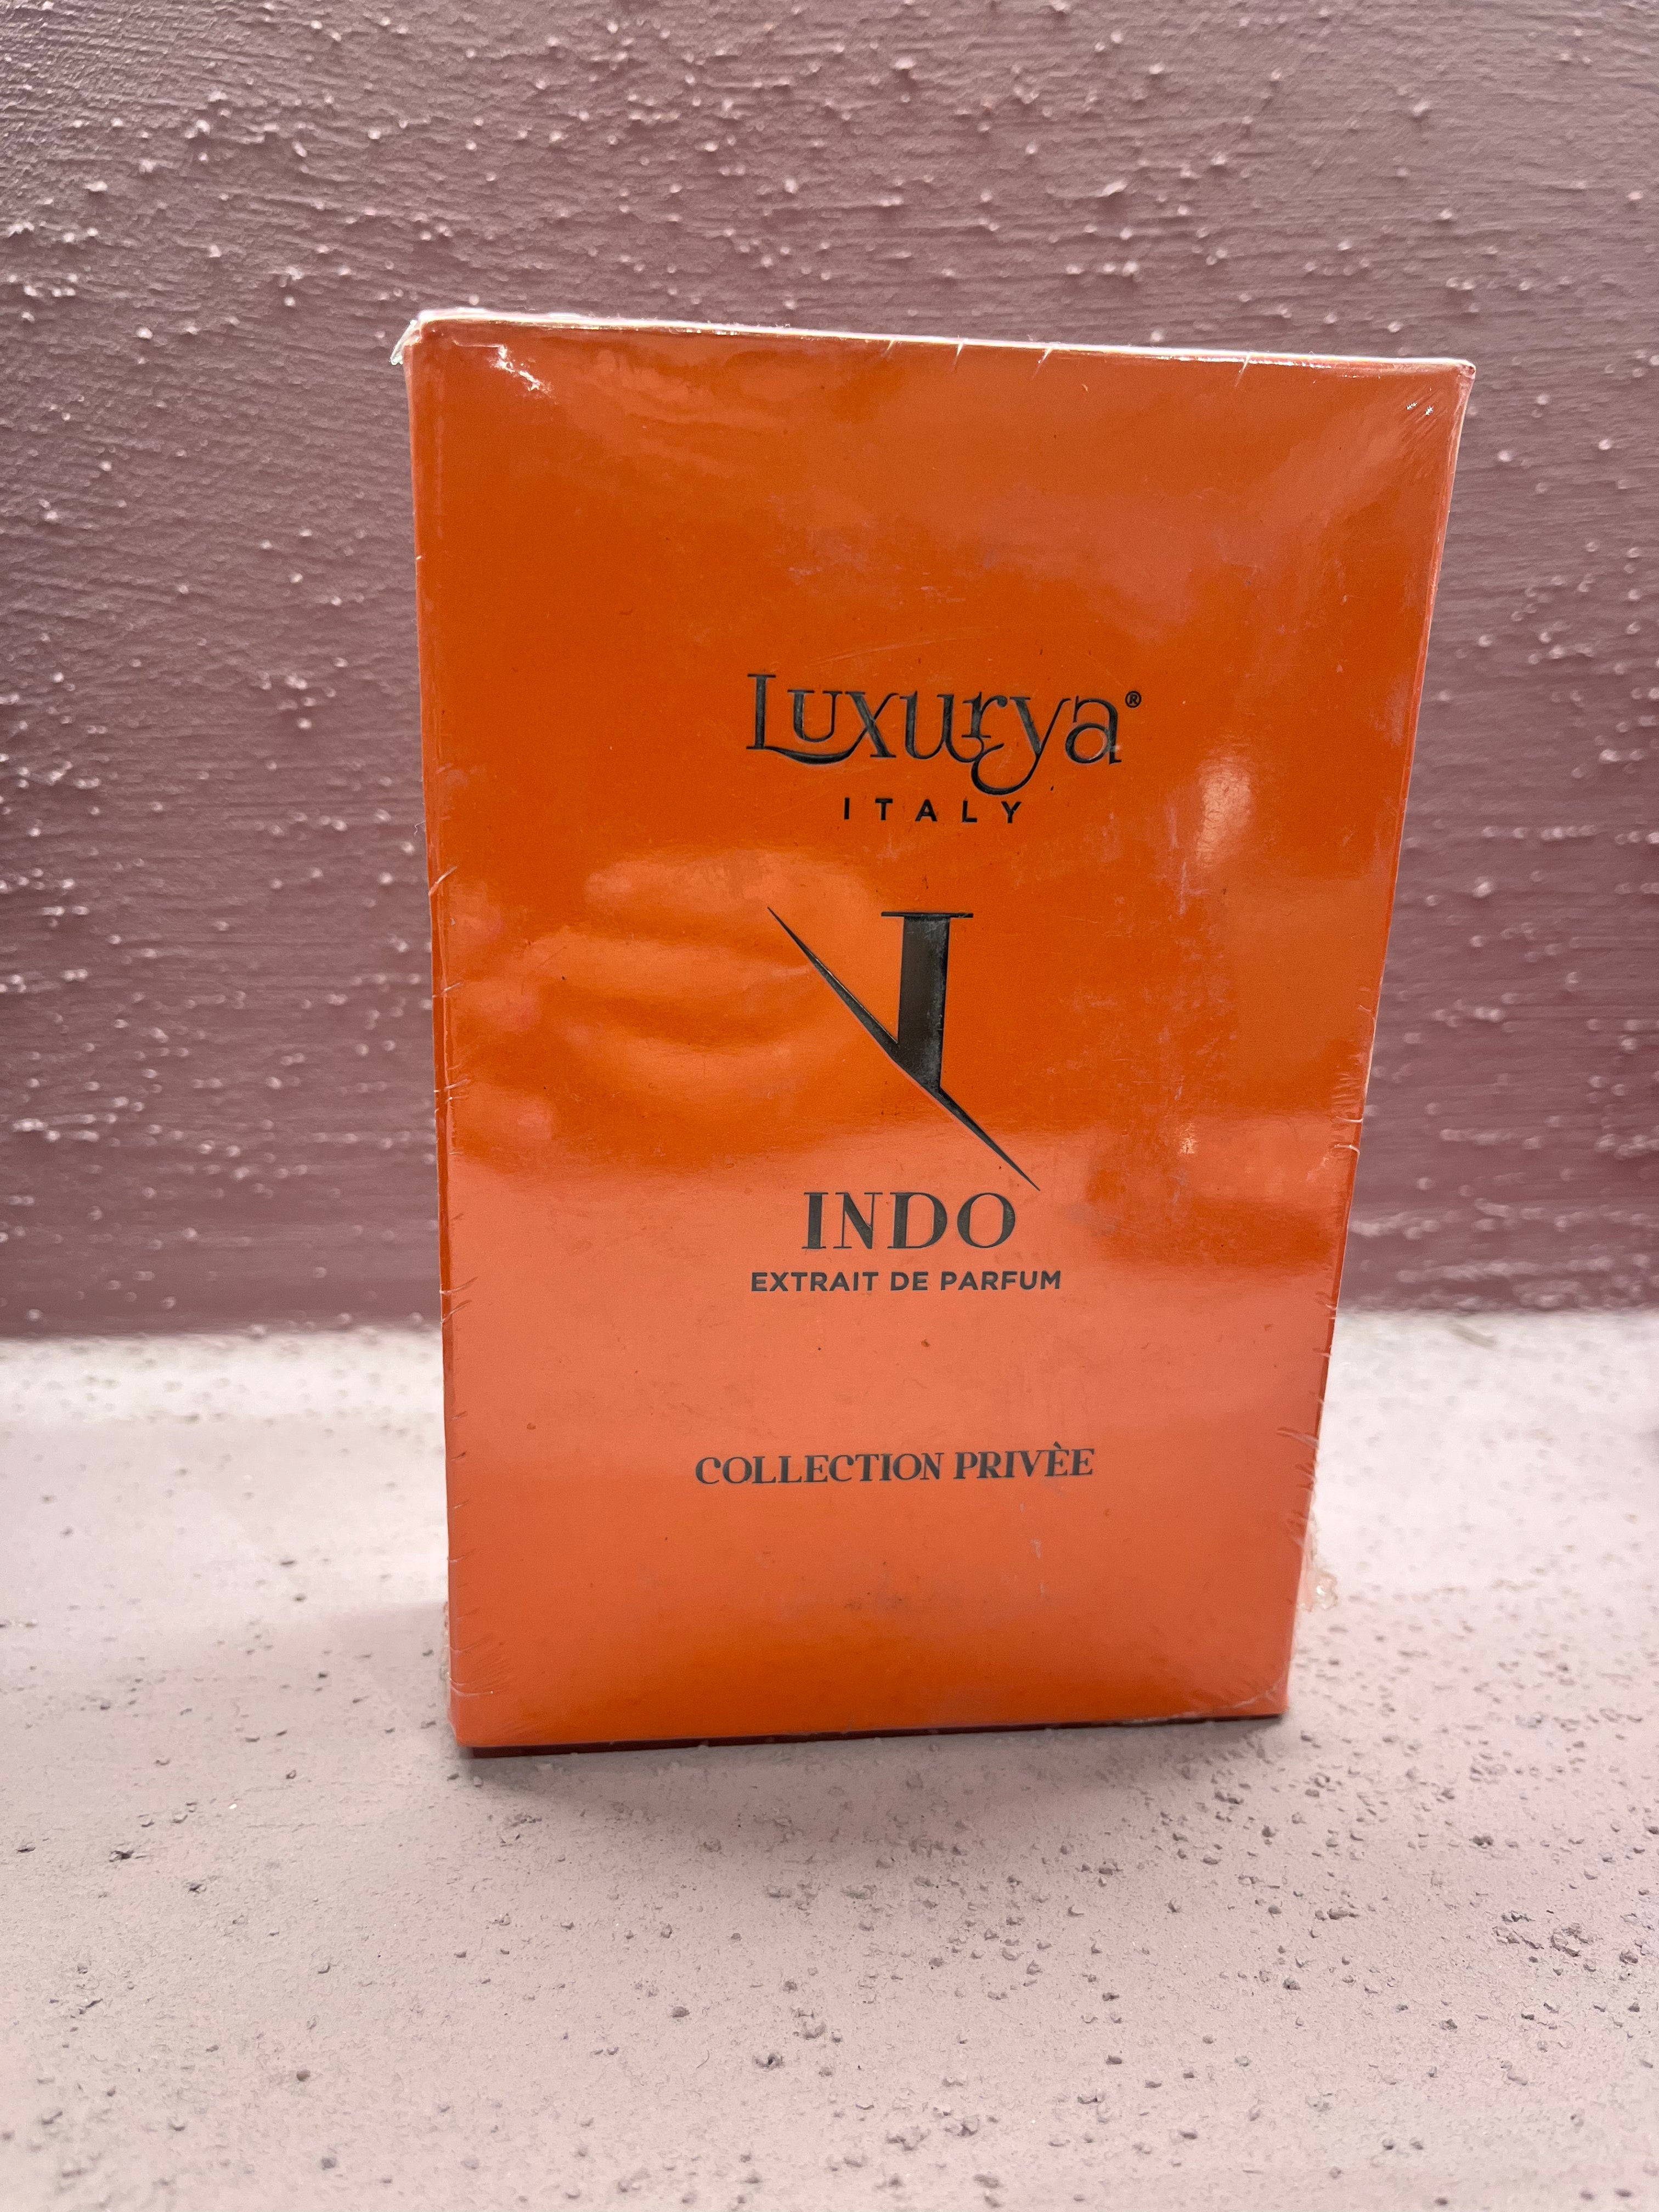 Luxurya®
ITALY
INDO
EXTRAIT DE PARFUM
COLLECTION PRIVÈE